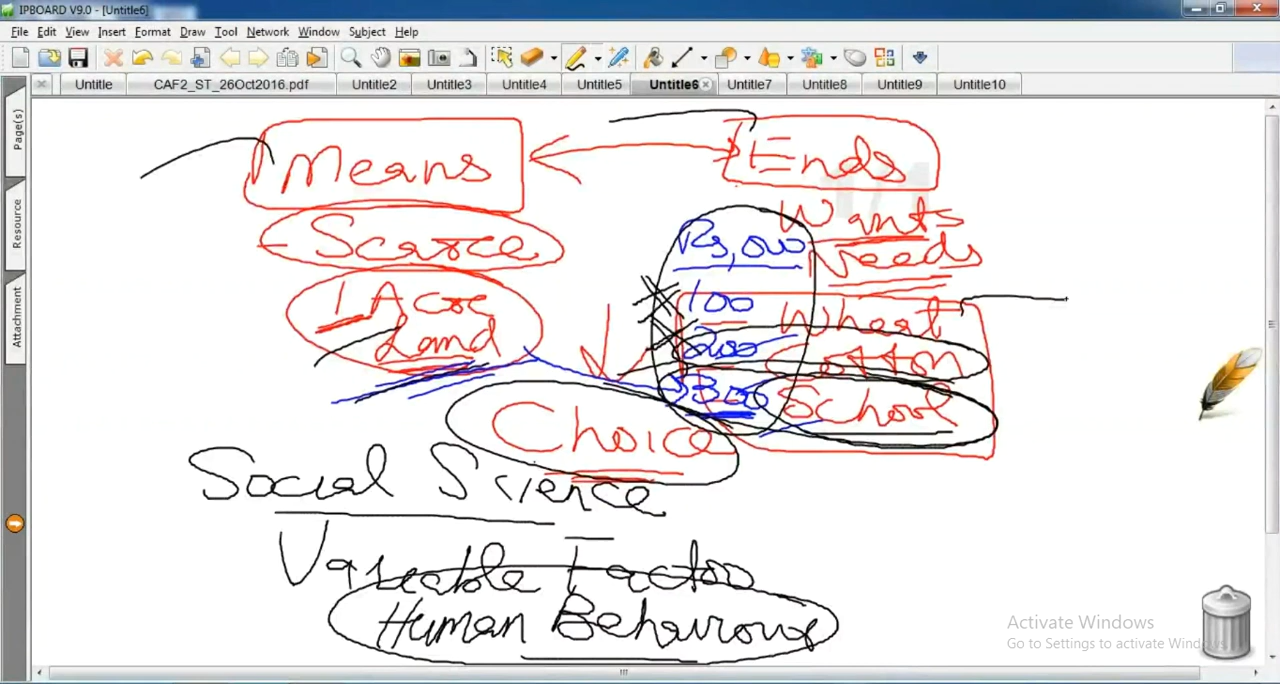 IPBOARD V9.0 - [Untitle6]
File Edit View Insert Format Draw Tool Network Window Subject Help
Untitle CAF2_ST_26Oct2016.pdf Untitle2 Untitle3 Untitle4 Untitle5 Untitle6 Untitle7 Untitle8 Untitle9 Untitle10
Page(s)
Resource
Attachment
Means Ends
Scarce Wants
Needs
1 Acre
Land
100 Wheat
200 Cotton
300 School
Choice
Social Science
Variable Factor
Human Behaviour
1/1
Activate Windows
Go to Settings to activate Windows.